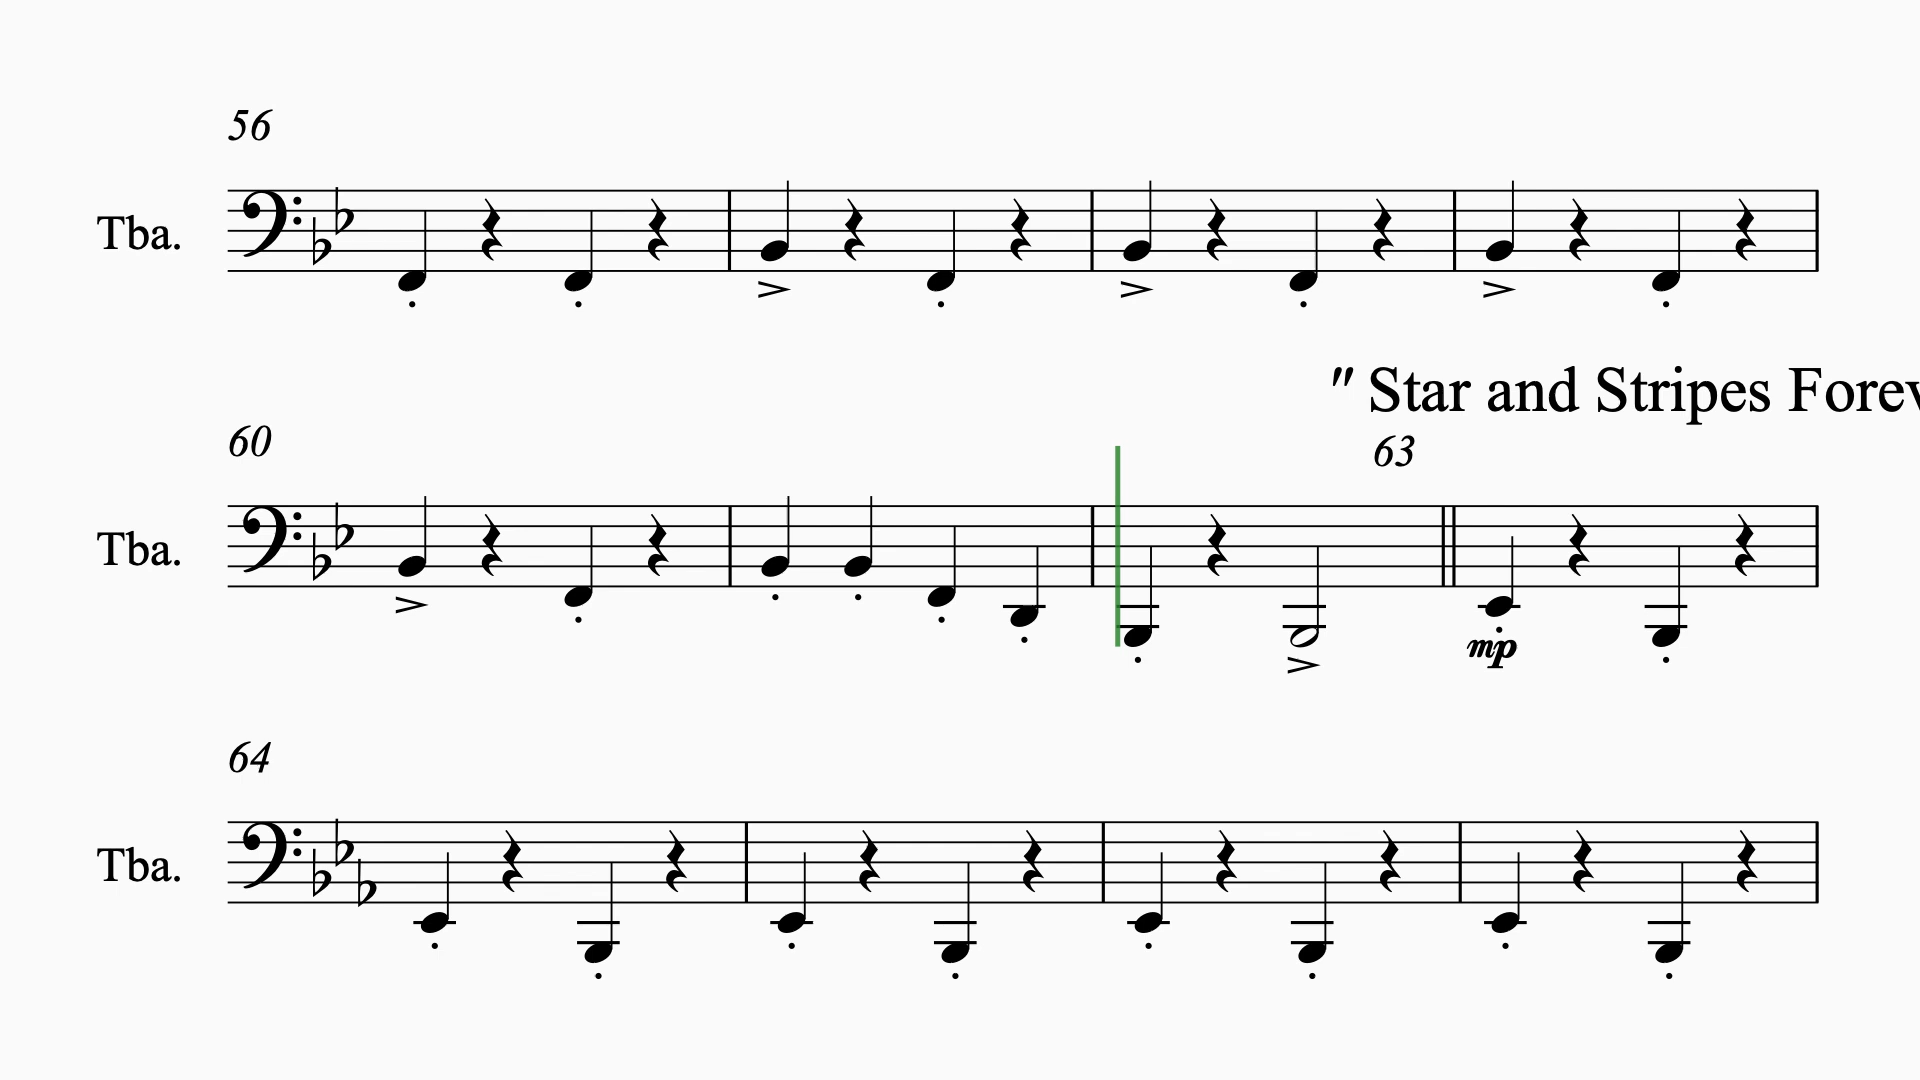 56
Tba.
" Star and Stripes Forev
60
63
Tba.
mp
64
Tba.